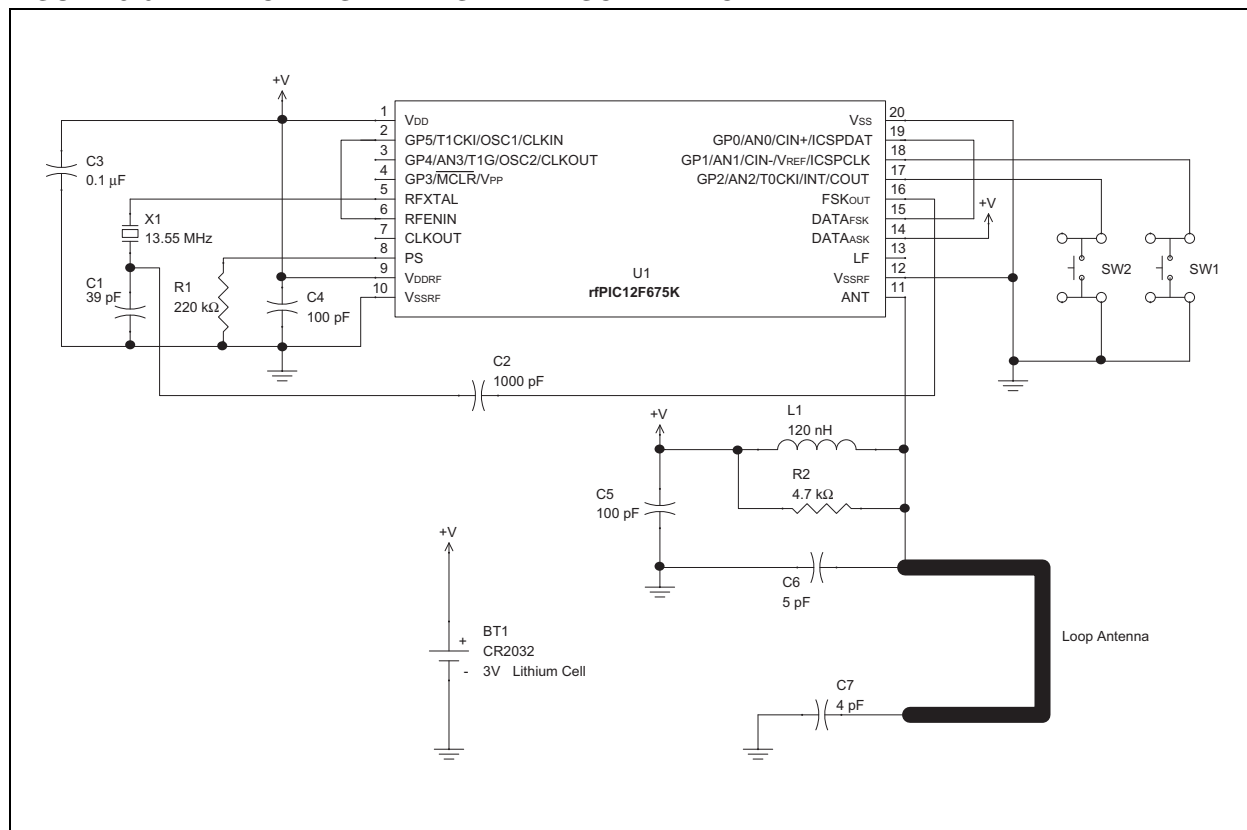 +V
1 VDD
2 GP5/T1CKI/OSC1/CLKIN
3 GP4/AN3/T1G/OSC2/CLKOUT
4 GP3/MCLR/VPP
5 RFXTAL
6 RFENIN
7 CLKOUT
8 PS
9 VDDRF
10 VSSRF
U1
rfPIC12F675K
VSS 20
GP0/AN0/CIN+/ICSPDAT 19
GP1/AN1/CIN-/VREF/ICSPCLK 18
GP2/AN2/T0CKI/INT/COUT 17
FSKOUT 16
DATAFSK 15
DATAASK 14
LF 13
VSSRF 12
ANT 11
+V
C3
0.1 μF
X1
13.55 MHz
C1
39 pF
R1
220 kΩ
C4
100 pF
SW2
SW1
C2
1000 pF
+V
L1
120 nH
R2
4.7 kΩ
C5
100 pF
C6
5 pF
+V
+
BT1
CR2032
- 3V Lithium Cell
Loop Antenna
C7
4 pF